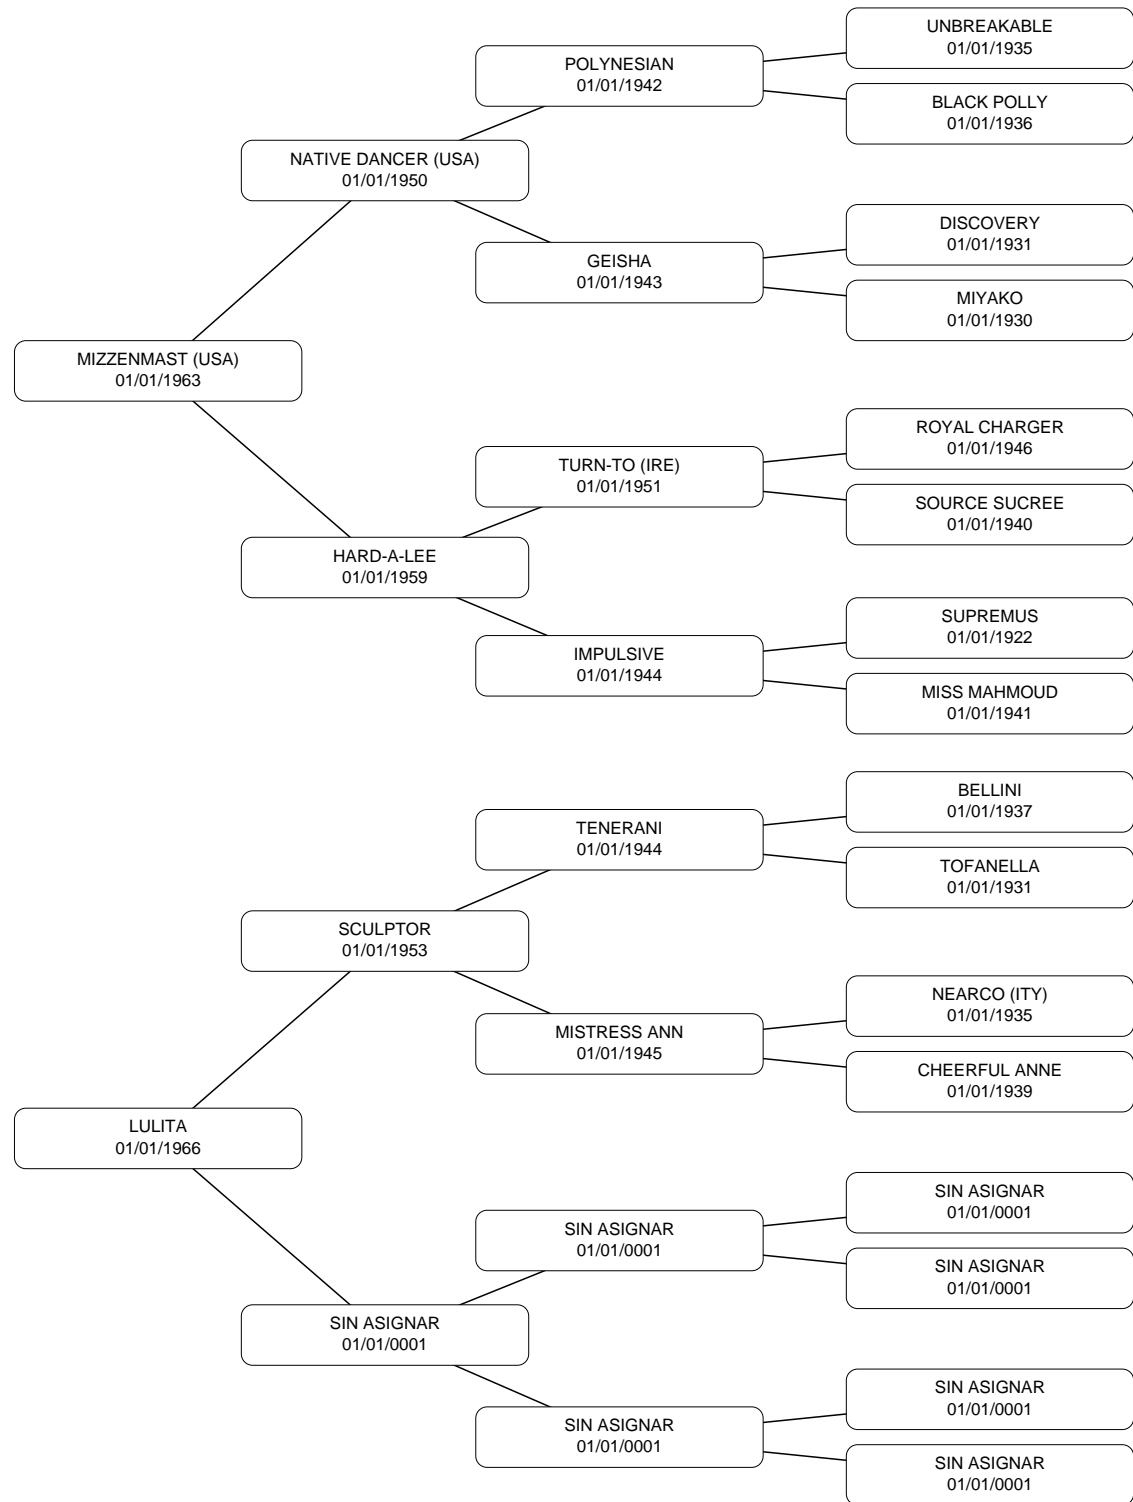 UNBREAKABLE
01/01/1935
POLYNESIAN
01/01/1942
BLACK POLLY
01/01/1936
NATIVE DANCER (USA)
01/01/1950
DISCOVERY
01/01/1931
GEISHA
01/01/1943
MIYAKO
01/01/1930
MIZZENMAST (USA)
01/01/1963
ROYAL CHARGER
01/01/1946
TURN-TO (IRE)
01/01/1951
SOURCE SUCREE
01/01/1940
HARD-A-LEE
01/01/1959
SUPREMUS
01/01/1922
IMPULSIVE
01/01/1944
MISS MAHMOUD
01/01/1941
BELLINI
01/01/1937
TENERANI
01/01/1944
TOFANELLA
01/01/1931
SCULPTOR
01/01/1953
NEARCO (ITY)
01/01/1935
MISTRESS ANN
01/01/1945
CHEERFUL ANNE
01/01/1939
LULITA
01/01/1966
SIN ASIGNAR
01/01/0001
SIN ASIGNAR
01/01/0001
SIN ASIGNAR
01/01/0001
SIN ASIGNAR
01/01/0001
SIN ASIGNAR
01/01/0001
SIN ASIGNAR
01/01/0001
SIN ASIGNAR
01/01/0001